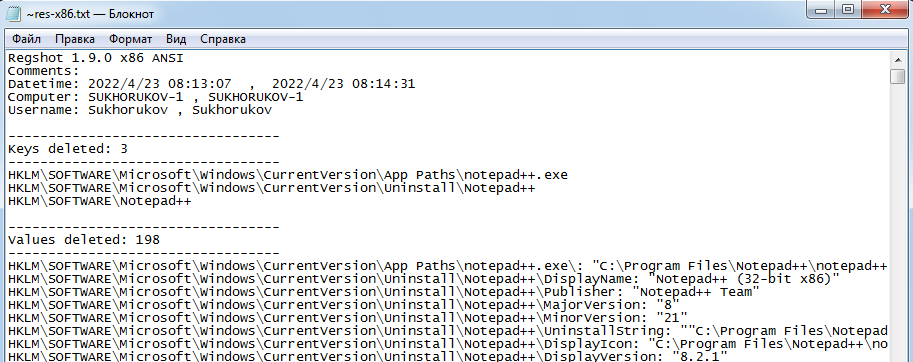 ~res-x86.txt — Блокнот
Файл Правка Формат Вид Справка
Regshot 1.9.0 x86 ANSI
Comments:
Datetime: 2022/4/23 08:13:07  ,  2022/4/23 08:14:31
Computer: SUKHORUKOV-1 , SUKHORUKOV-1
Username: Sukhorukov , Sukhorukov
----------------------------------
Keys deleted: 3
----------------------------------
HKLM\SOFTWARE\Microsoft\Windows\CurrentVersion\App Paths\notepad++.exe
HKLM\SOFTWARE\Microsoft\Windows\CurrentVersion\Uninstall\Notepad++
HKLM\SOFTWARE\Notepad++
----------------------------------
Values deleted: 198
----------------------------------
HKLM\SOFTWARE\Microsoft\Windows\CurrentVersion\App Paths\notepad++.exe\: "C:\Program Files\Notepad++\notepad++
HKLM\SOFTWARE\Microsoft\Windows\CurrentVersion\Uninstall\Notepad++\DisplayName: "Notepad++ (32-bit x86)"
HKLM\SOFTWARE\Microsoft\Windows\CurrentVersion\Uninstall\Notepad++\Publisher: "Notepad++ Team"
HKLM\SOFTWARE\Microsoft\Windows\CurrentVersion\Uninstall\Notepad++\MajorVersion: "8"
HKLM\SOFTWARE\Microsoft\Windows\CurrentVersion\Uninstall\Notepad++\MinorVersion: "21"
HKLM\SOFTWARE\Microsoft\Windows\CurrentVersion\Uninstall\Notepad++\UninstallString: ""C:\Program Files\Notepad
HKLM\SOFTWARE\Microsoft\Windows\CurrentVersion\Uninstall\Notepad++\DisplayIcon: "C:\Program Files\Notepad++\no
HKLM\SOFTWARE\Microsoft\Windows\CurrentVersion\Uninstall\Notepad++\DisplayVersion: "8.2.1"